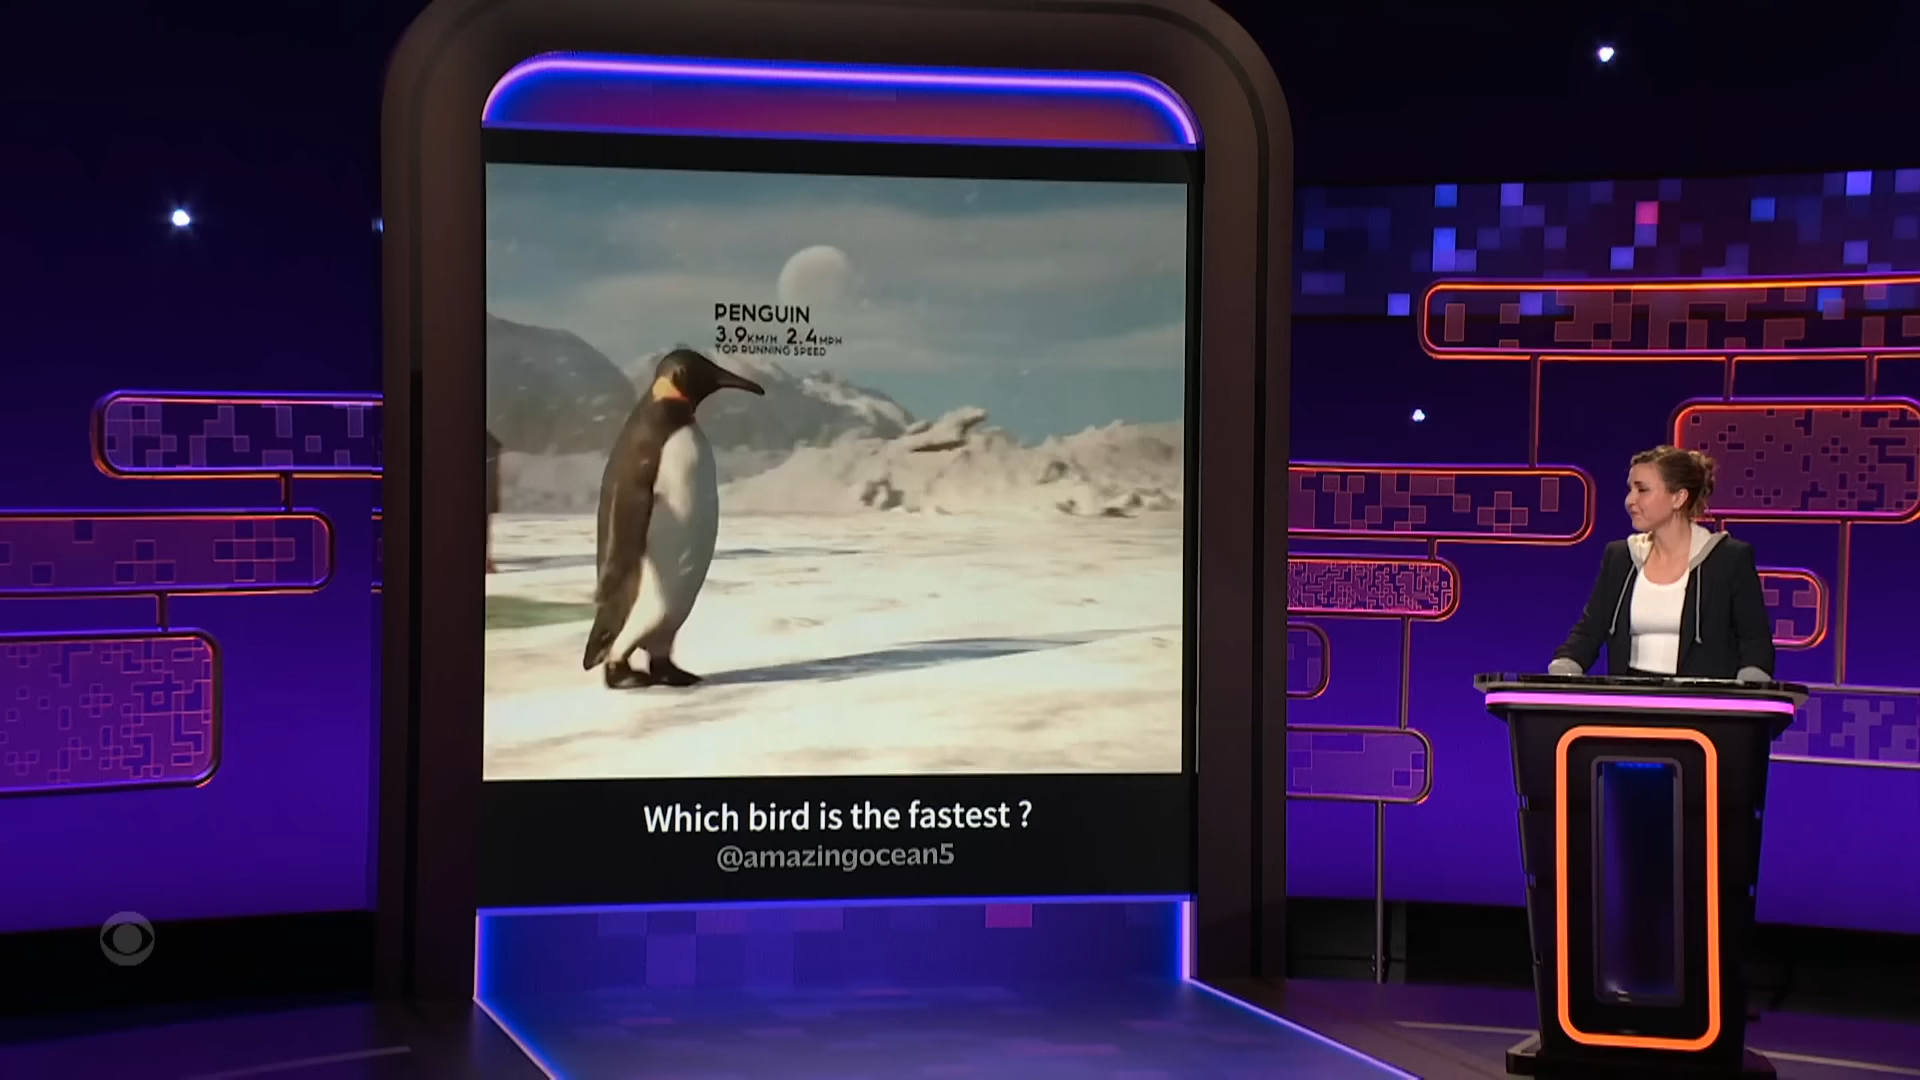 PENGUIN
3.9KM/H 2.4MPH
TOP RUNNING SPEED
Which bird is the fastest ?
@amazingocean5